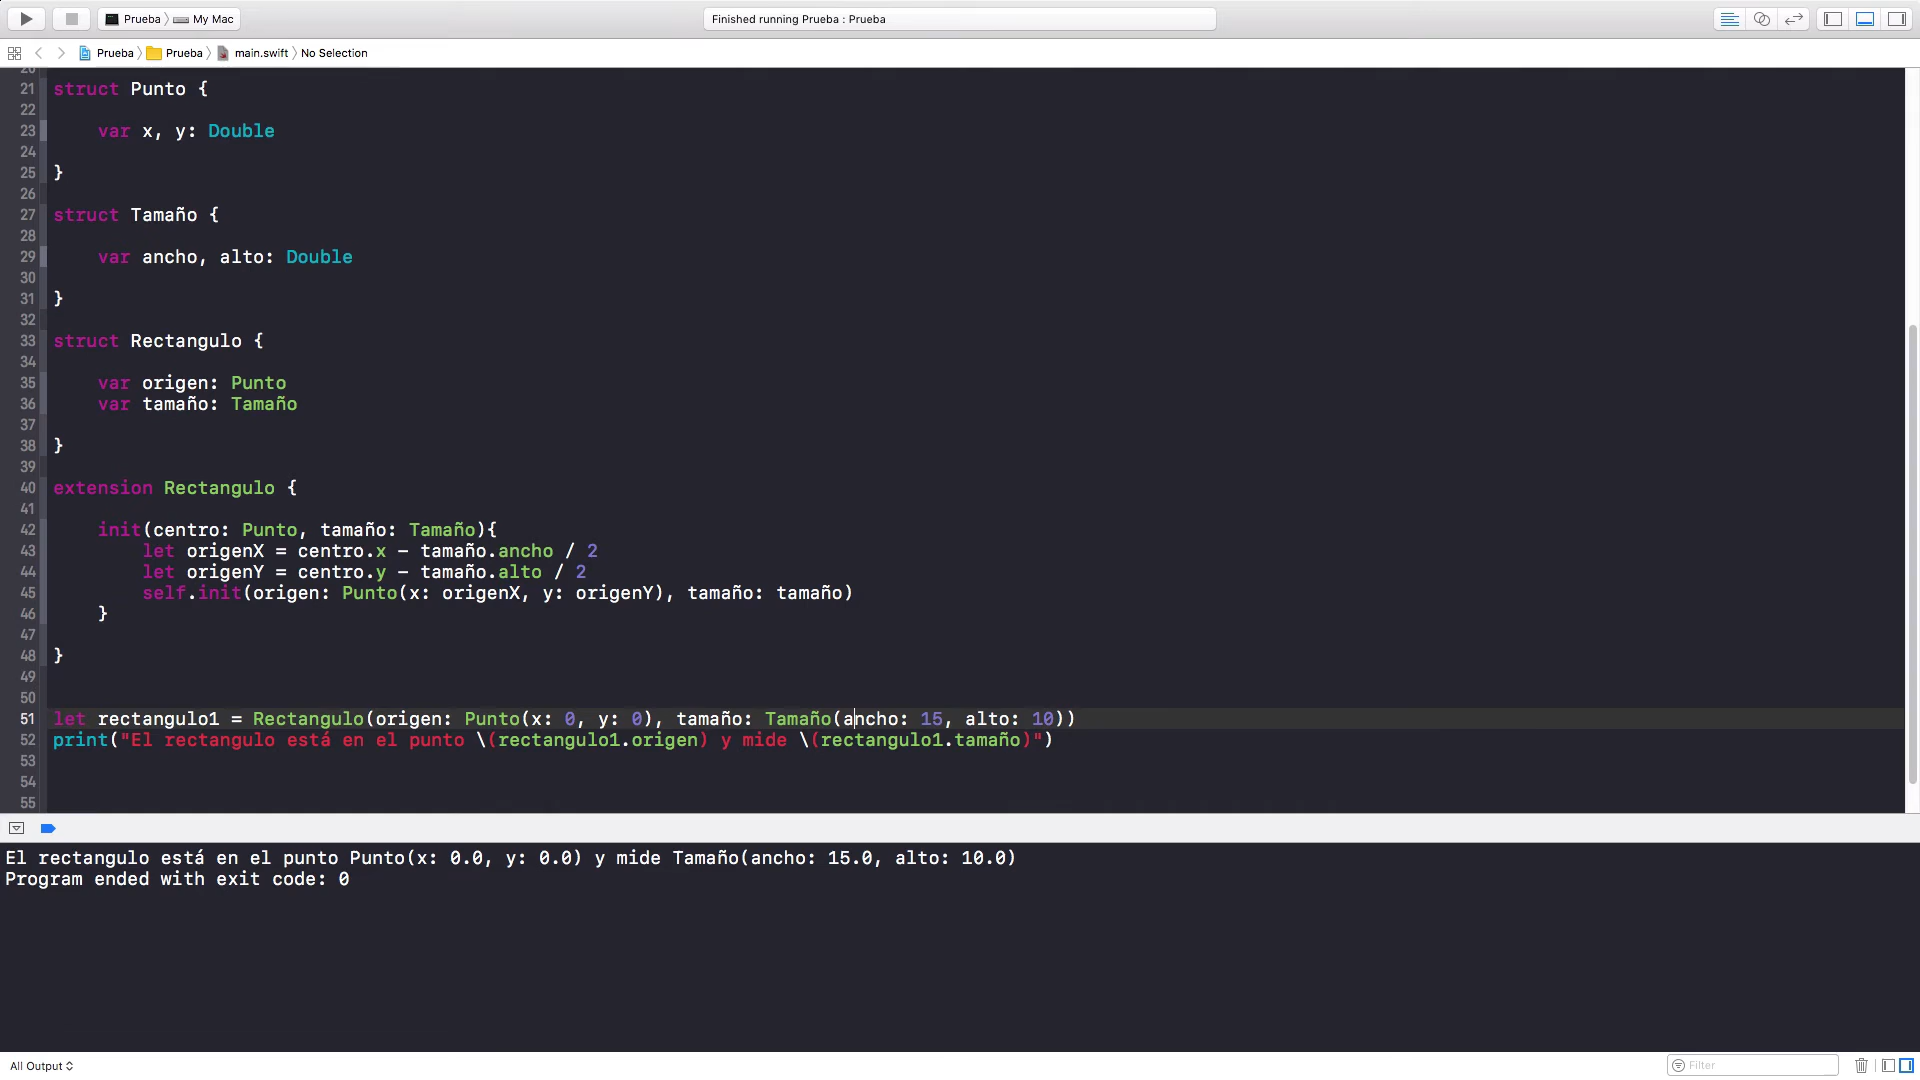 Prueba My Mac
Finished running Prueba : Prueba
Prueba Prueba main.swift No Selection
20
21 struct Punto {
22
23 var x, y: Double
24
25 }
26
27 struct Tamaño {
28
29 var ancho, alto: Double
30
31 }
32
33 struct Rectangulo {
34
35 var origen: Punto
36 var tamaño: Tamaño
37
38 }
39
40 extension Rectangulo {
41
42 init(centro: Punto, tamaño: Tamaño){
43 let origenX = centro.x - tamaño.ancho / 2
44 let origenY = centro.y - tamaño.alto / 2
45 self.init(origen: Punto(x: origenX, y: origenY), tamaño: tamaño)
46 }
47
48 }
49
50
51 let rectangulo1 = Rectangulo(origen: Punto(x: 0, y: 0), tamaño: Tamaño(ancho: 15, alto: 10))
52 print("El rectangulo está en el punto \(rectangulo1.origen) y mide \(rectangulo1.tamaño)")
53
54
55
El rectangulo está en el punto Punto(x: 0.0, y: 0.0) y mide Tamaño(ancho: 15.0, alto: 10.0)
Program ended with exit code: 0
All Output
Filter